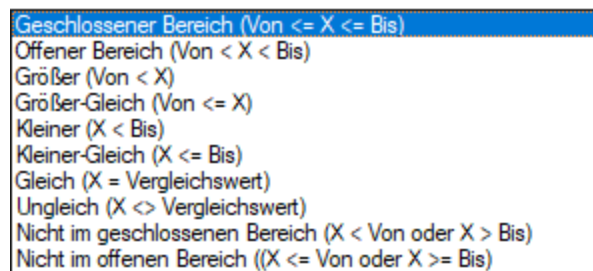 Geschlossener Bereich (Von <= X <= Bis)
Offener Bereich (Von < X < Bis)
Größer (Von < X)
Größer-Gleich (Von <= X)
Kleiner (X < Bis)
Kleiner-Gleich (X <= Bis)
Gleich (X = Vergleichswert)
Ungleich (X <> Vergleichswert)
Nicht im geschlossenen Bereich (X < Von oder X > Bis)
Nicht im offenen Bereich ((X <= Von oder X >= Bis)